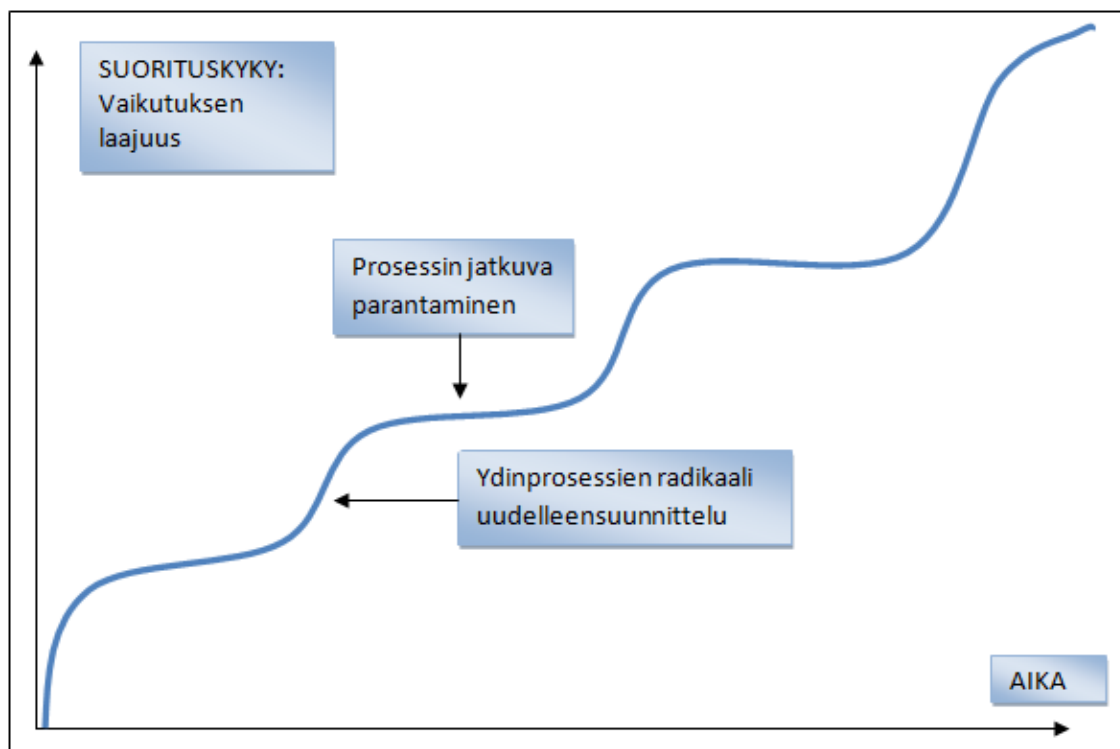 SUORITUSKYKY:
Vaikutuksen
laajuus
Prosessin jatkuva
parantaminen
Ydinprosessien radikaali
uudelleensuunnittelu
AIKA